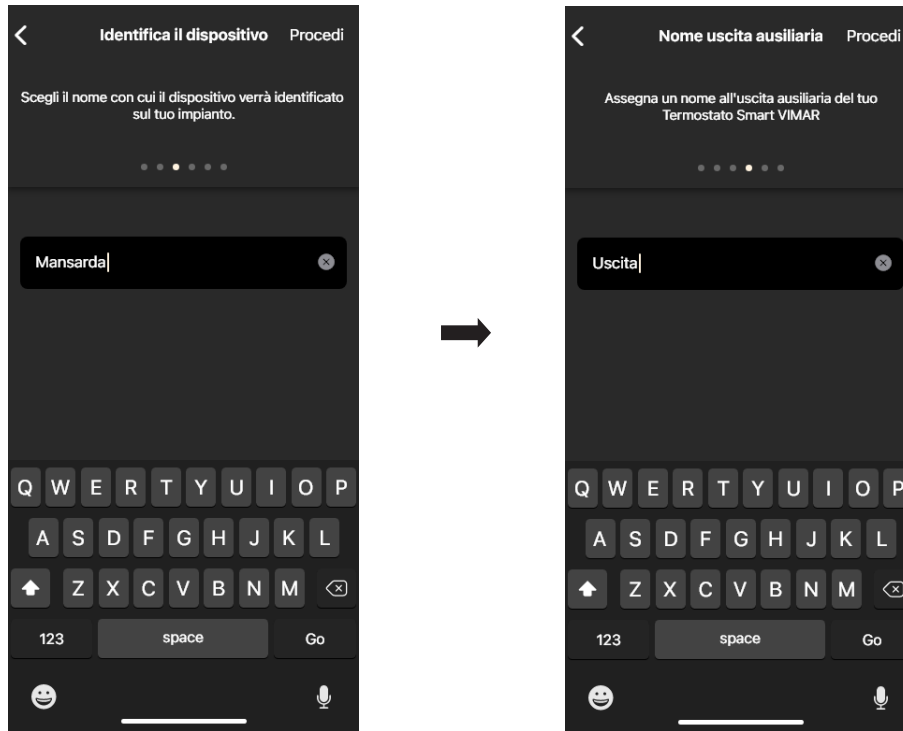 Identifica il dispositivo Procedi
Scegli il nome con cui il dispositivo verrà identificato
sul tuo impianto.
Mansarda
Q W E R T Y U I O P
A S D F G H J K L
Z X C V B N M
123 space Go
Nome uscita ausiliaria Procedi
Assegna un nome all'uscita ausiliaria del tuo
Termostato Smart VIMAR
Uscita
Q W E R T Y U I O P
A S D F G H J K L
Z X C V B N M
123 space Go